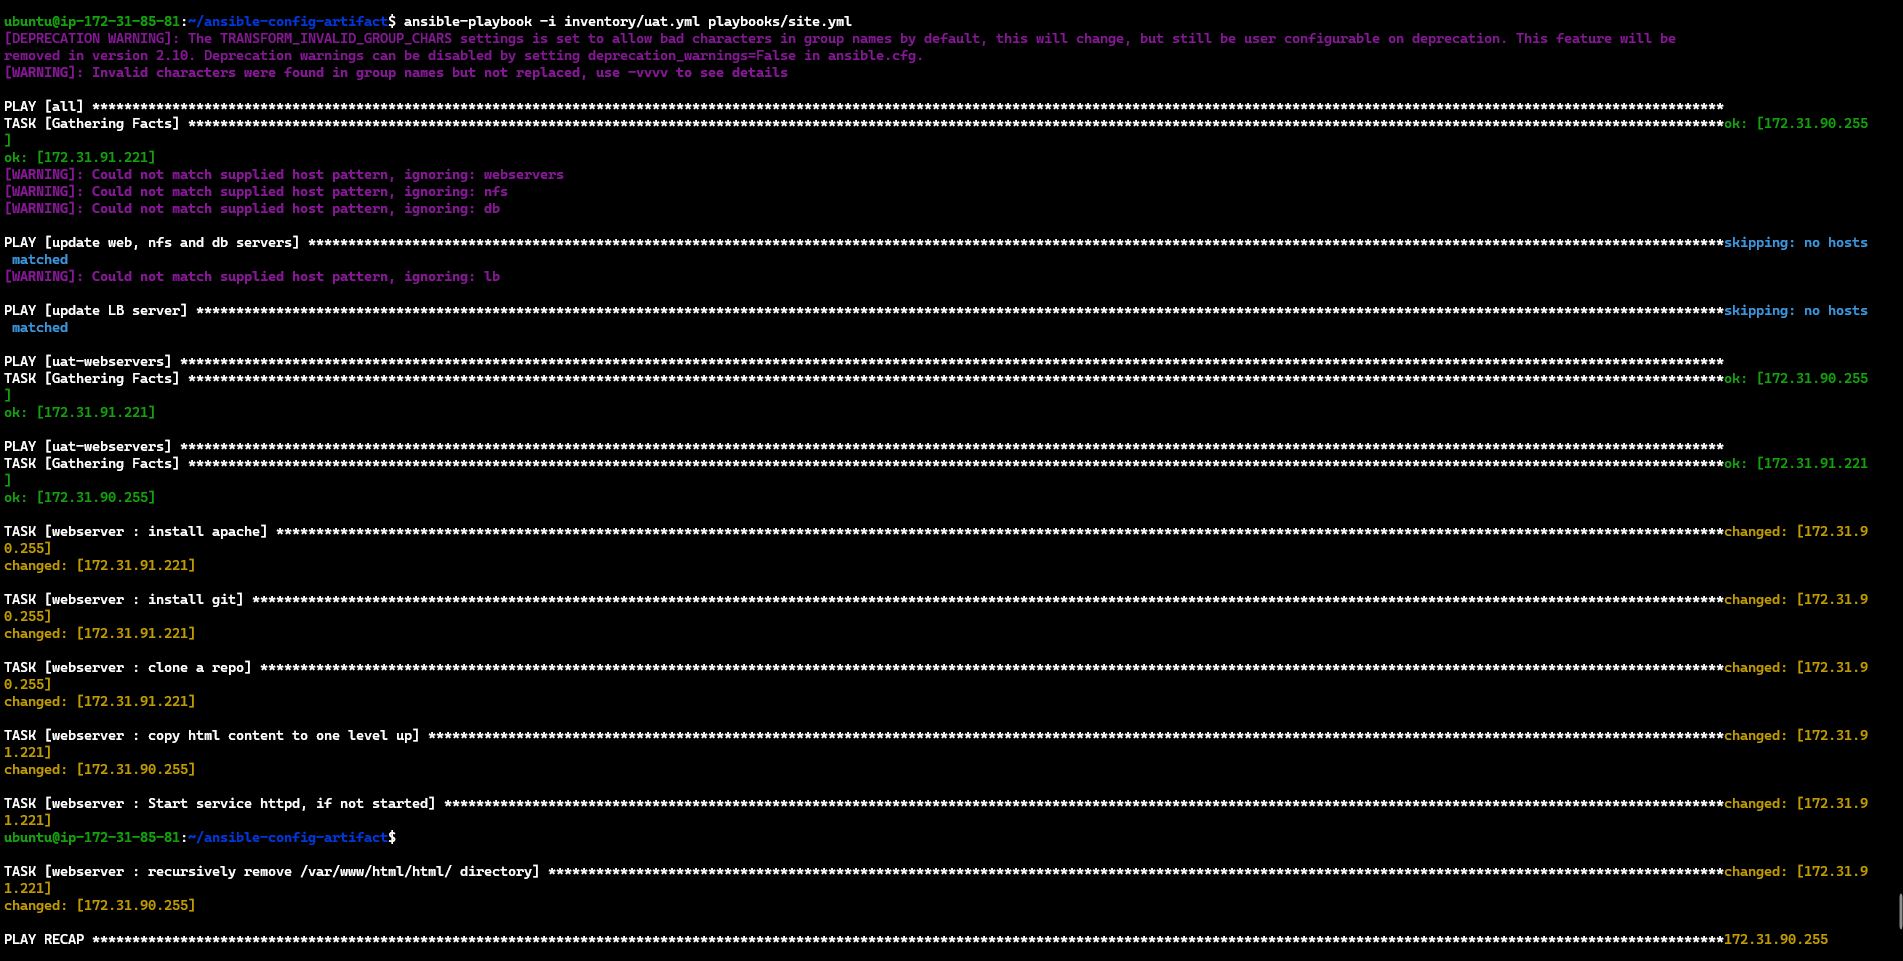 ubuntu@ip-172-31-85-81:~/ansible-config-artifact$ ansible-playbook -i inventory/uat.yml playbooks/site.yml
[DEPRECATION WARNING]: The TRANSFORM_INVALID_GROUP_CHARS settings is set to allow bad characters in group names by default, this will change, but still be user configurable on deprecation. This feature will be
removed in version 2.10. Deprecation warnings can be disabled by setting deprecation_warnings=False in ansible.cfg.
[WARNING]: Invalid characters were found in group names but not replaced, use -vvvv to see details
PLAY [all] ****************************************************************
TASK [Gathering Facts] ****************************************************************ok: [172.31.90.255
]
ok: [172.31.91.221]
[WARNING]: Could not match supplied host pattern, ignoring: webservers
[WARNING]: Could not match supplied host pattern, ignoring: nfs
[WARNING]: Could not match supplied host pattern, ignoring: db
PLAY [update web, nfs and db servers] ****************************************************************skipping: no hosts
matched
[WARNING]: Could not match supplied host pattern, ignoring: lb
PLAY [update LB server] ****************************************************************skipping: no hosts
matched
PLAY [uat-webservers] ****************************************************************
TASK [Gathering Facts] ****************************************************************ok: [172.31.90.255
]
ok: [172.31.91.221]
PLAY [uat-webservers] ****************************************************************
TASK [Gathering Facts] ****************************************************************ok: [172.31.91.221
]
ok: [172.31.90.255]
TASK [webserver : install apache] ****************************************************************changed: [172.31.9
0.255]
changed: [172.31.91.221]
TASK [webserver : install git] ****************************************************************changed: [172.31.9
0.255]
changed: [172.31.91.221]
TASK [webserver : clone a repo] ****************************************************************changed: [172.31.9
0.255]
changed: [172.31.91.221]
TASK [webserver : copy html content to one level up] ****************************************************************changed: [172.31.9
1.221]
changed: [172.31.90.255]
TASK [webserver : Start service httpd, if not started] ****************************************************************changed: [172.31.9
1.221]
ubuntu@ip-172-31-85-81:~/ansible-config-artifact$
TASK [webserver : recursively remove /var/www/html/html/ directory] ****************************************************************changed: [172.31.9
1.221]
changed: [172.31.90.255]
PLAY RECAP ****************************************************************172.31.90.255